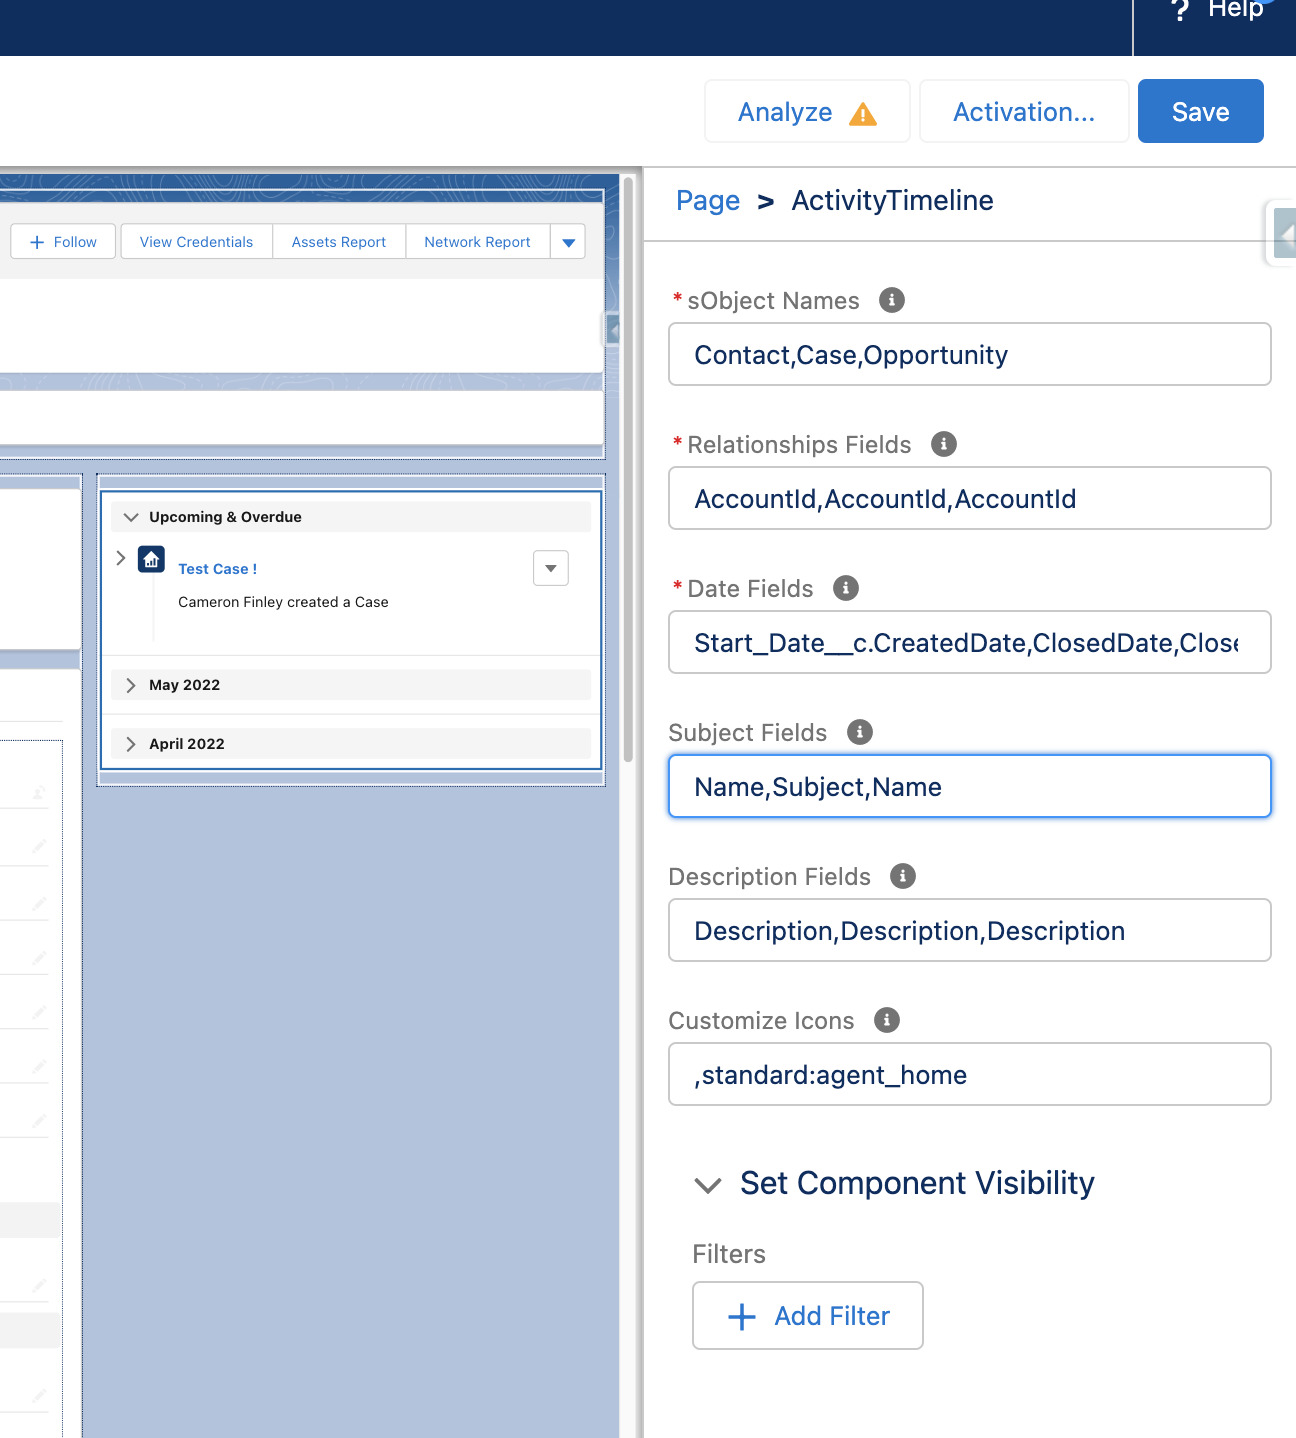 ? Help
Analyze
Activation...
Save
Page > ActivityTimeline
+ Follow
View Credentials
Assets Report
Network Report
Upcoming & Overdue
Test Case !
Cameron Finley created a Case
May 2022
April 2022
* sObject Names
Contact,Case,Opportunity
* Relationships Fields
AccountId,AccountId,AccountId
* Date Fields
Start_Date__c.CreatedDate,ClosedDate,Close
Subject Fields
Name,Subject,Name
Description Fields
Description,Description,Description
Customize Icons
,standard:agent_home
Set Component Visibility
Filters
+ Add Filter